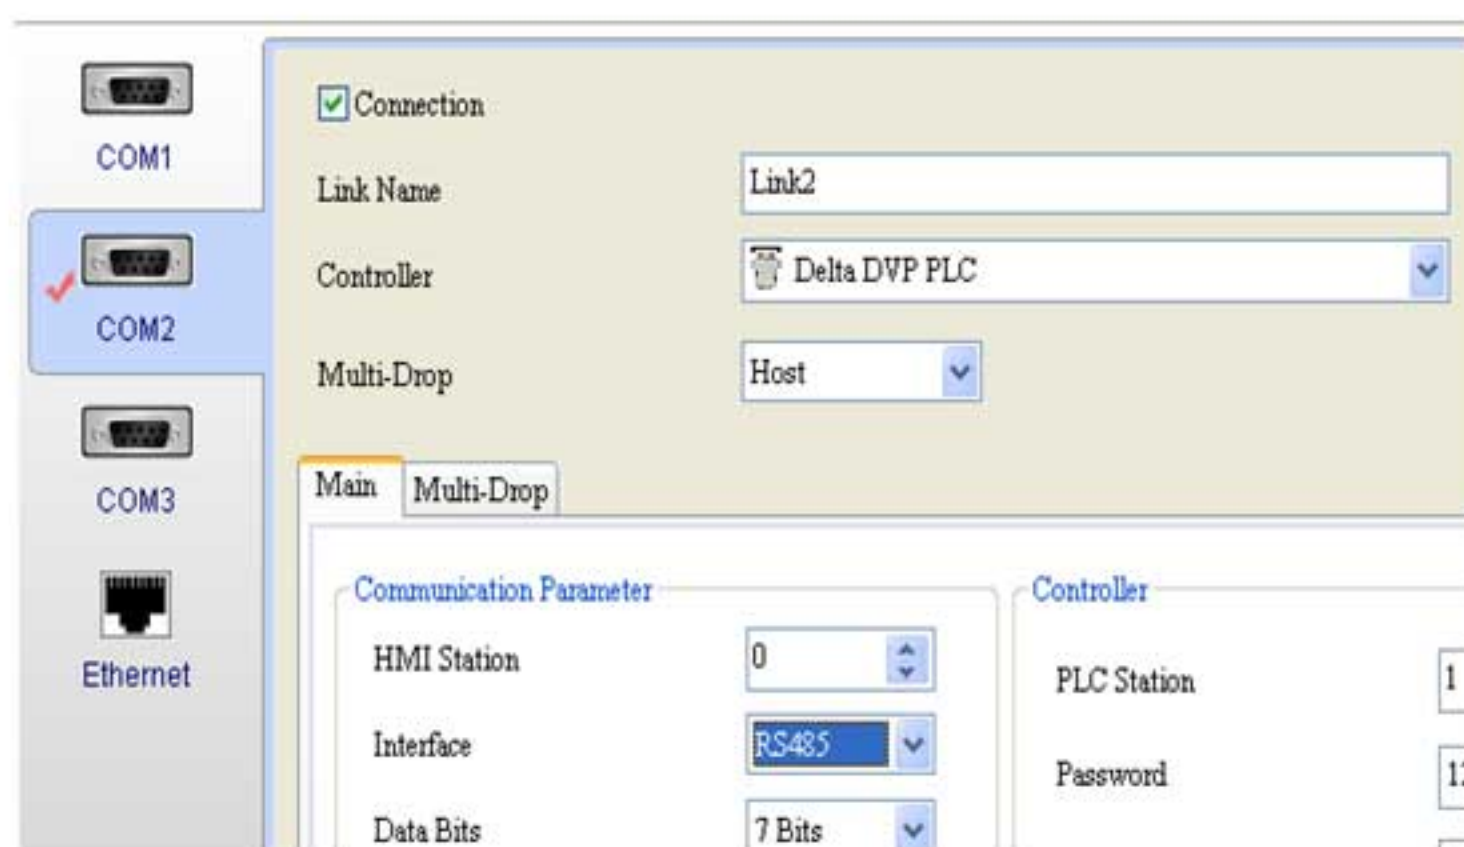 COM1
COM2
COM3
Ethernet
Connection
Link Name Link2
Controller Delta DVP PLC
Multi-Drop Host
Main Multi-Drop
Communication Parameter
HMI Station 0
Interface RS485
Data Bits 7 Bits
Controller
PLC Station 1
Password